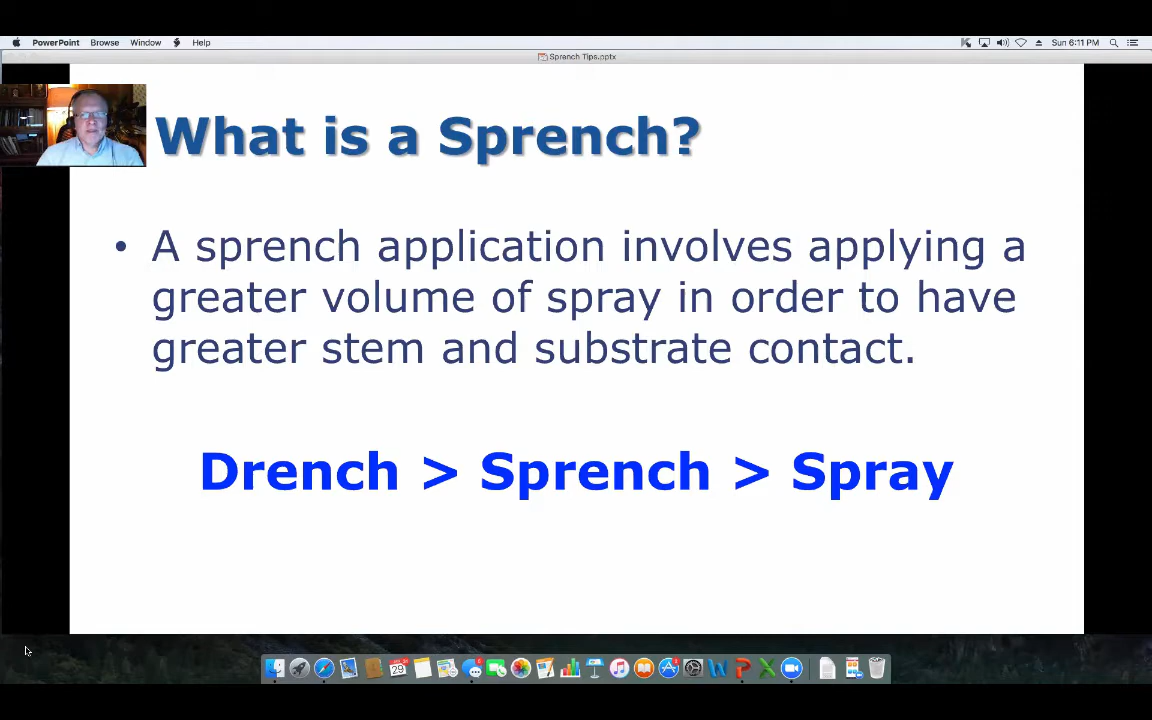 PowerPoint Browse Window Help
Sun 6:11 PM
Sprench Tips.pptx
What is a Sprench?
• A sprench application involves applying a
greater volume of spray in order to have
greater stem and substrate contact.
Drench > Sprench > Spray
29